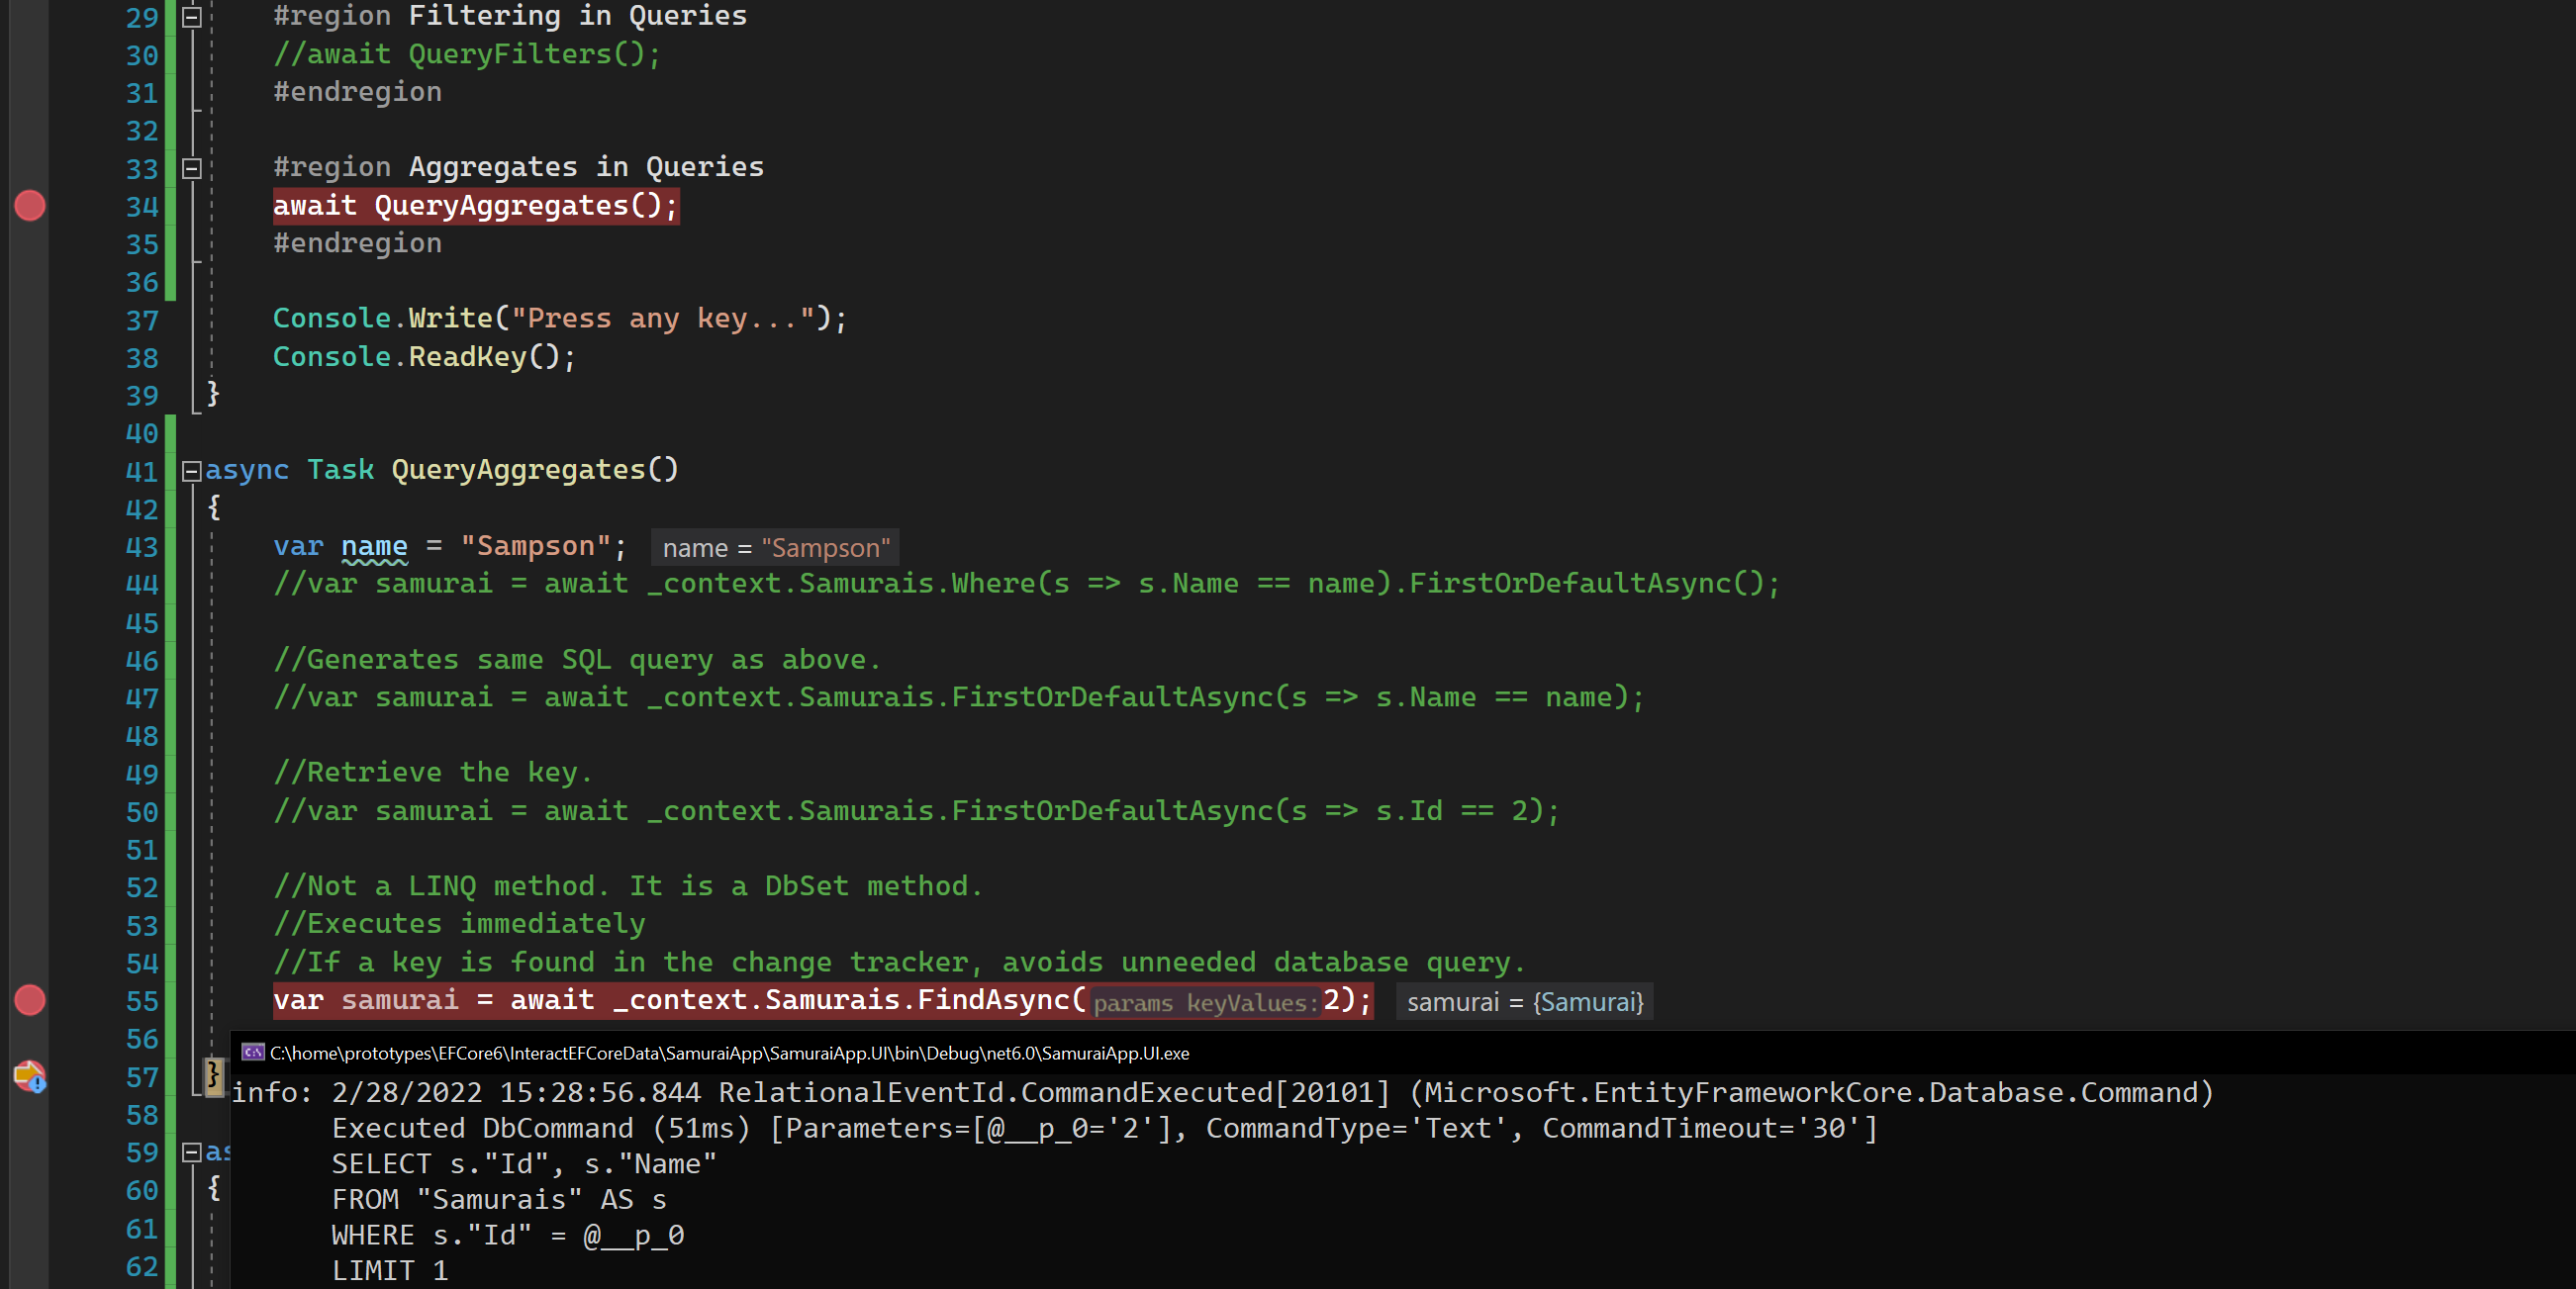 29 #region Filtering in Queries
30 //await QueryFilters();
31 #endregion
32
33 #region Aggregates in Queries
34 await QueryAggregates();
35 #endregion
36
37 Console.Write("Press any key...");
38 Console.ReadKey();
39 }
40
41 async Task QueryAggregates()
42 {
43 var name = "Sampson"; name = "Sampson"
44 //var samurai = await _context.Samurais.Where(s => s.Name == name).FirstOrDefaultAsync();
45
46 //Generates same SQL query as above.
47 //var samurai = await _context.Samurais.FirstOrDefaultAsync(s => s.Name == name);
48
49 //Retrieve the key.
50 //var samurai = await _context.Samurais.FirstOrDefaultAsync(s => s.Id == 2);
51
52 //Not a LINQ method. It is a DbSet method.
53 //Executes immediately
54 //If a key is found in the change tracker, avoids unneeded database query.
55 var samurai = await _context.Samurais.FindAsync(params keyValues:2); samurai = {Samurai}
56
57 }
58
59 as
60 {
61
62
C:\home\prototypes\EFCore6\InteractEFCoreData\SamuraiApp\SamuraiApp.UI\bin\Debug\net6.0\SamuraiApp.UI.exe
info: 2/28/2022 15:28:56.844 RelationalEventId.CommandExecuted[20101] (Microsoft.EntityFrameworkCore.Database.Command)
Executed DbCommand (51ms) [Parameters=[@__p_0='2'], CommandType='Text', CommandTimeout='30']
SELECT s."Id", s."Name"
FROM "Samurais" AS s
WHERE s."Id" = @__p_0
LIMIT 1